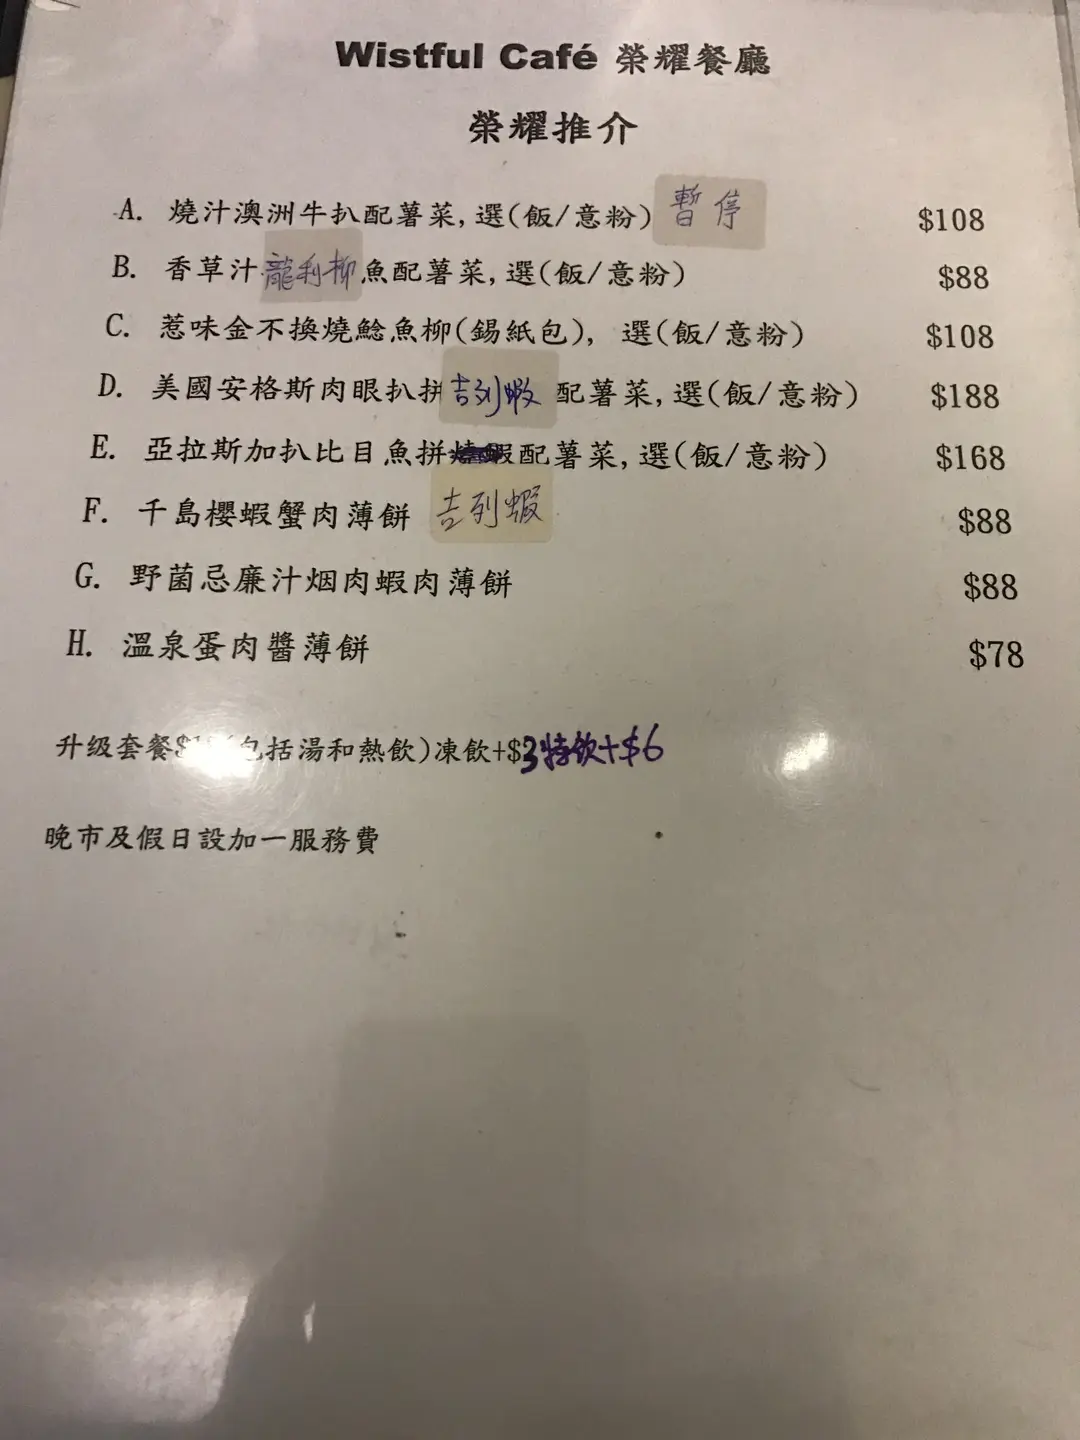 Wistful Café 榮耀餐廳
榮耀推介
A. 燒汁澳洲牛扒配薯菜,選(飯/意粉) 暫停 $108
B. 香草汁龍利柳魚配薯菜,選(飯/意粉) $88
C. 惹味金不換燒鯰魚柳(錫紙包), 選(飯/意粉) $108
D. 美國安格斯肉眼扒拼吉列蝦配薯菜,選(飯/意粉) $188
E. 亞拉斯加扒比目魚拼燒蝦配薯菜,選(飯/意粉) $168
吉列蝦
F. 千島櫻蝦蟹肉薄餅 $88
G. 野菌忌廉汁烟肉蝦肉薄餅 $88
H. 溫泉蛋肉醬薄餅 $78
升级套餐$ (包括湯和熱飲)凍飲+$3特飲+$6
晚市及假日設加一服務費